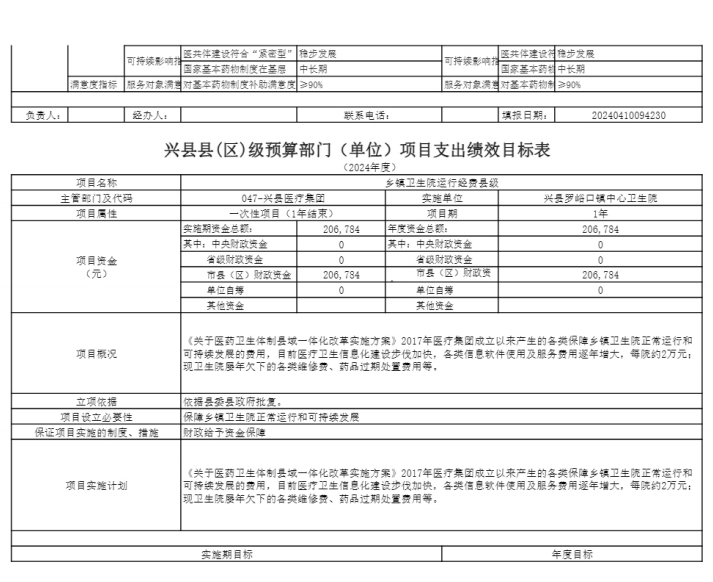 可持续影响指 医共体建设符合“紧密型” 稳步发展 可持续影响指 医共体建设符 稳步发展
国家基本药物制度在基层 中长期 国家基本药物 中长期
满意度指标 服务对象满意 对基本药物制度补助满意度 ≥90% 服务对象满意 对基本药物制 ≥90%
负责人： 经办人： 联系电话： 填报日期： 20240410094230
兴县县(区)级预算部门（单位）项目支出绩效目标表
（2024年度）
项目名称 乡镇卫生院运行经费县级
主管部门及代码 047-兴县医疗集团 实施单位 兴县罗峪口镇中心卫生院
项目属性 一次性项目（1年结束） 项目期 1年
项目资金
（元）
实施期资金总额： 206,784 年度资金总额： 206,784
其中：中央财政资金 0 其中：中央财政资金 0
省级财政资金 0 省级财政资金 0
市县（区）财政资金 206,784 市县（区）财政资 206,784
单位自筹 0 单位自筹 0
其他资金 其他资金
项目概况
《关于医药卫生体制县域一体化改革实施方案》2017年医疗集团成立以来产生的各类保障乡镇卫生院正常运行和
可持续发展的费用，目前医疗卫生信息化建设步伐加快，各类信息软件使用及服务费用逐年增大，每院约2万元；
现卫生院屡年欠下的各类维修费、药品过期处置费用等。
立项依据 依据县委县政府批复。
项目设立必要性 保障乡镇卫生院正常运行和可持续发展
保证项目实施的制度、措施 财政给予资金保障
项目实施计划
《关于医药卫生体制县域一体化改革实施方案》2017年医疗集团成立以来产生的各类保障乡镇卫生院正常运行和
可持续发展的费用，目前医疗卫生信息化建设步伐加快，各类信息软件使用及服务费用逐年增大，每院约2万元；
现卫生院屡年欠下的各类维修费、药品过期处置费用等。
实施期目标 年度目标